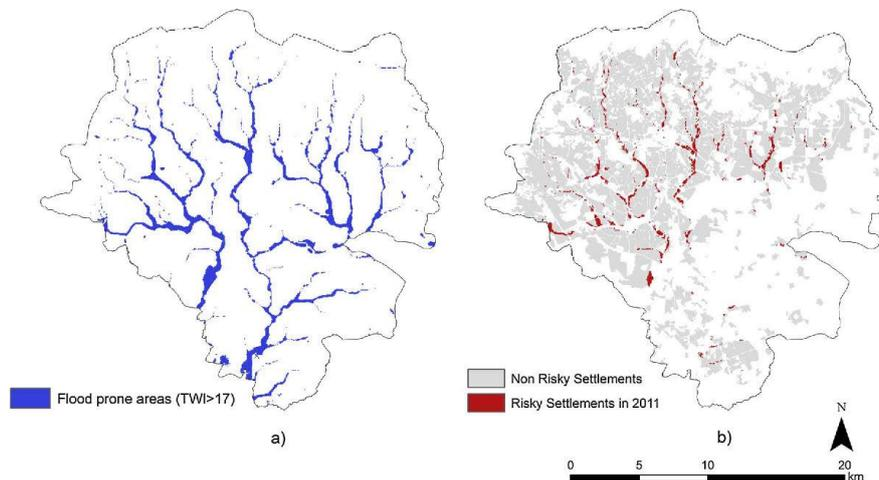 Flood prone areas (TWI>17)
a)
Non Risky Settlements
Risky Settlements in 2011
b)
N
0 5 10 20
km